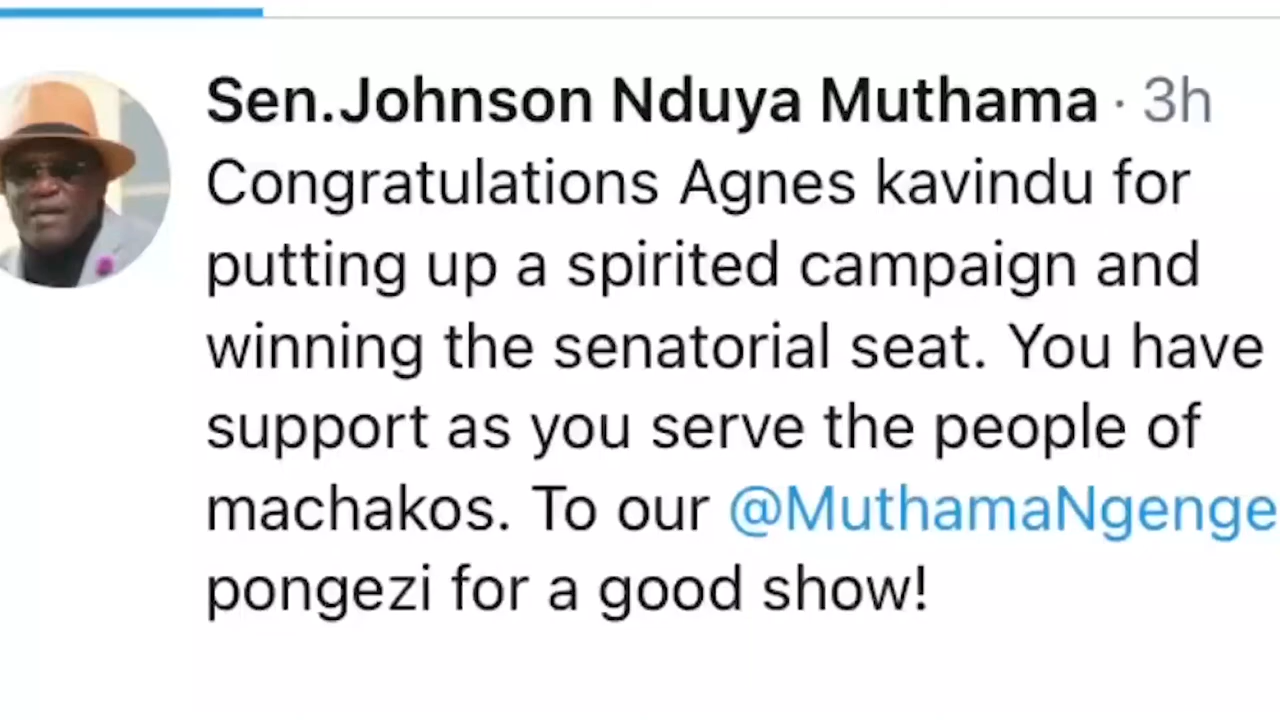 Sen.Johnson Nduya Muthama · 3h
Congratulations Agnes kavindu for
putting up a spirited campaign and
winning the senatorial seat. You have
support as you serve the people of
machakos. To our @MuthamaNgenge
pongezi for a good show!